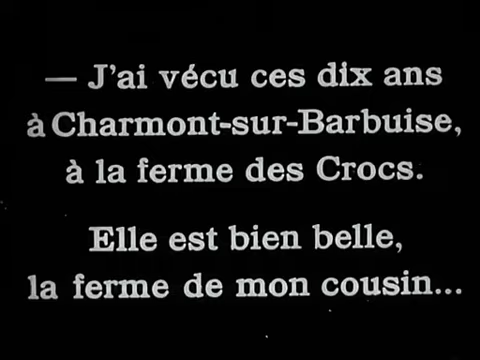 — J'ai vécu ces dix ans
à Charmont-sur-Barbuise,
à la ferme des Crocs.
Elle est bien belle,
la ferme de mon cousin...